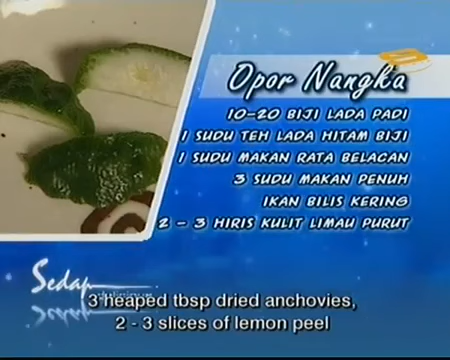 Opor Nangka
10-20 BIJI LADA PADI
1 SUDU TEH LADA HITAM BIJI
1 SUDU MAKAN RATA BELACAN
3 SUDU MAKAN PENUH
IKAN BILIS KERING
2 - 3 HIRIS KULIT LIMAU PURUT
Sedap
3 heaped tbsp dried anchovies,
2 - 3 slices of lemon peel